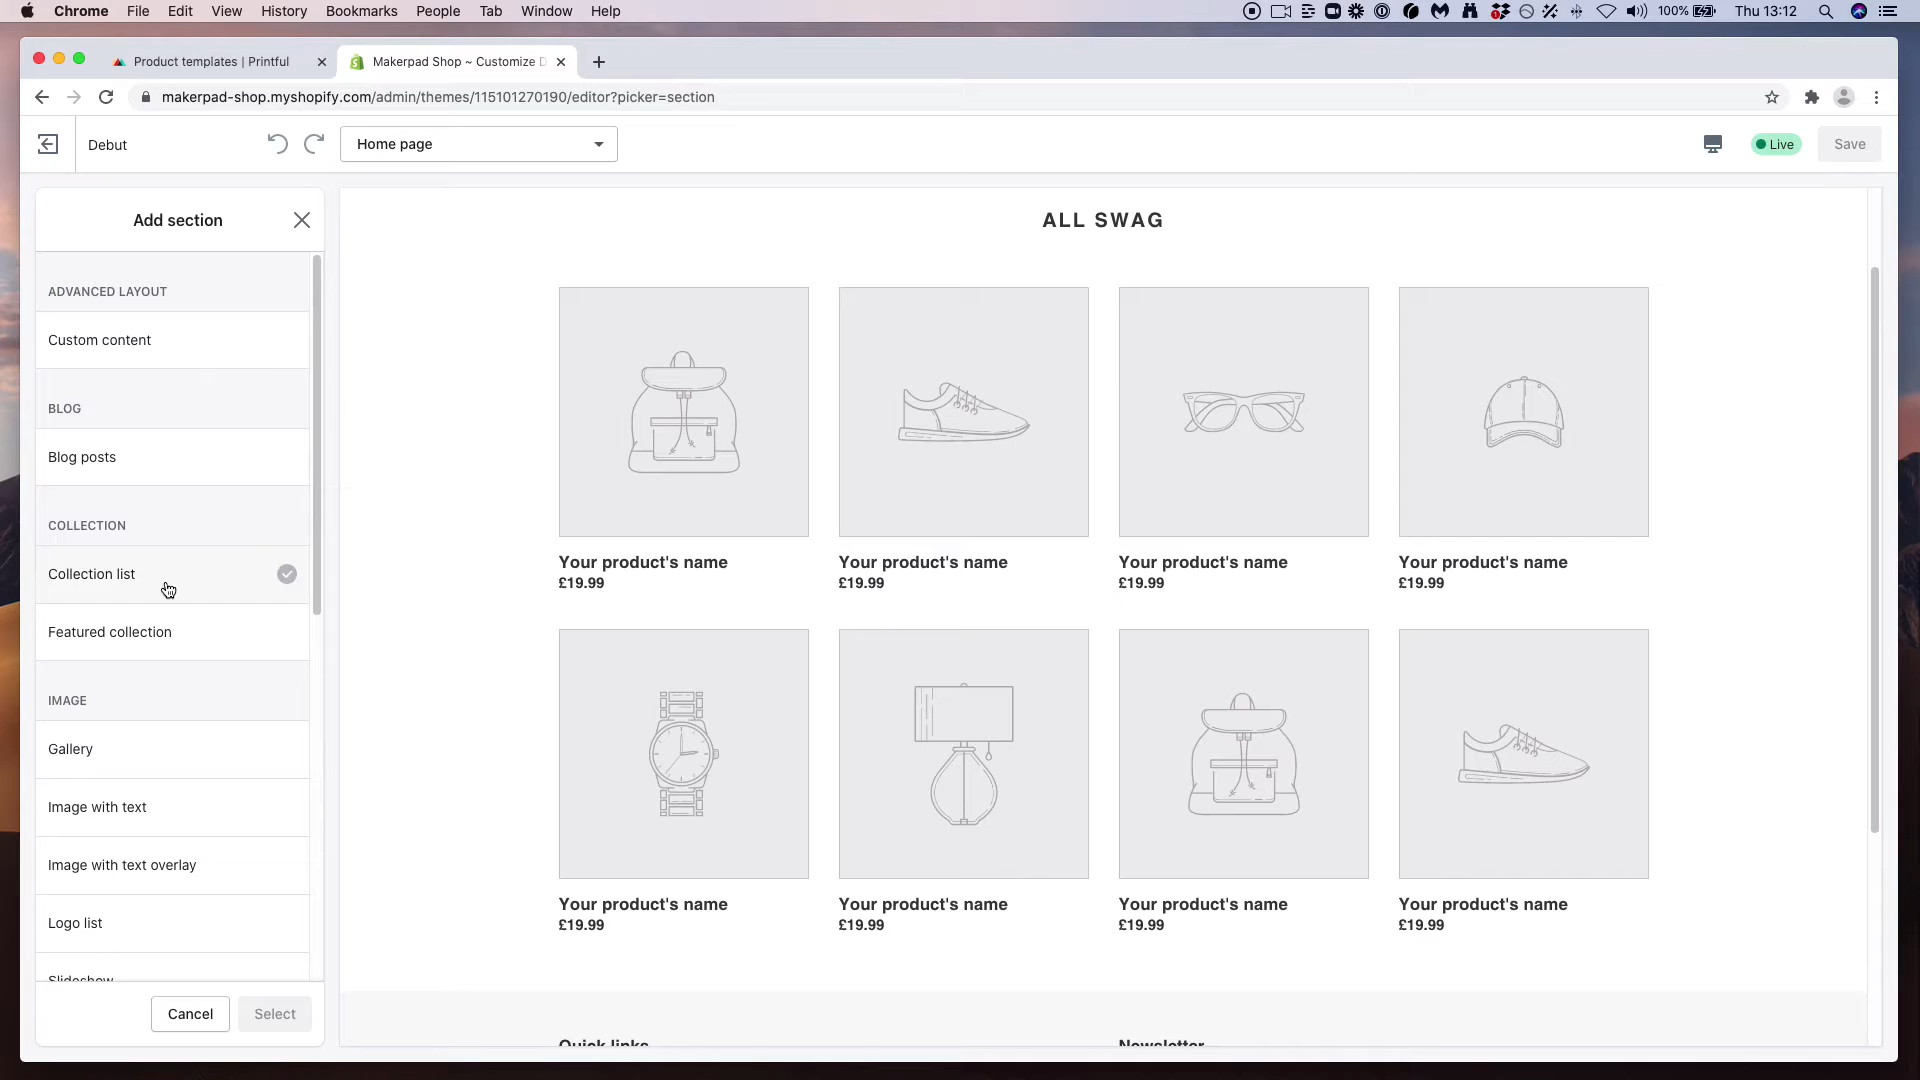 Chrome File Edit View History Bookmarks People Tab Window Help 100% Thu 13:12
Product templates | Printful
Makerpad Shop ~ Customize D
makerpad-shop.myshopify.com/admin/themes/115101270190/editor?picker=section
Debut
Home page
Live
Save
Add section
ADVANCED LAYOUT
Custom content
BLOG
Blog posts
COLLECTION
Collection list
Featured collection
IMAGE
Gallery
Image with text
Image with text overlay
Logo list
Slideshow
Cancel Select
ALL SWAG
Your product's name Your product's name Your product's name Your product's name
£19.99 £19.99 £19.99 £19.99
Your product's name Your product's name Your product's name Your product's name
£19.99 £19.99 £19.99 £19.99
Quick links Newsletter